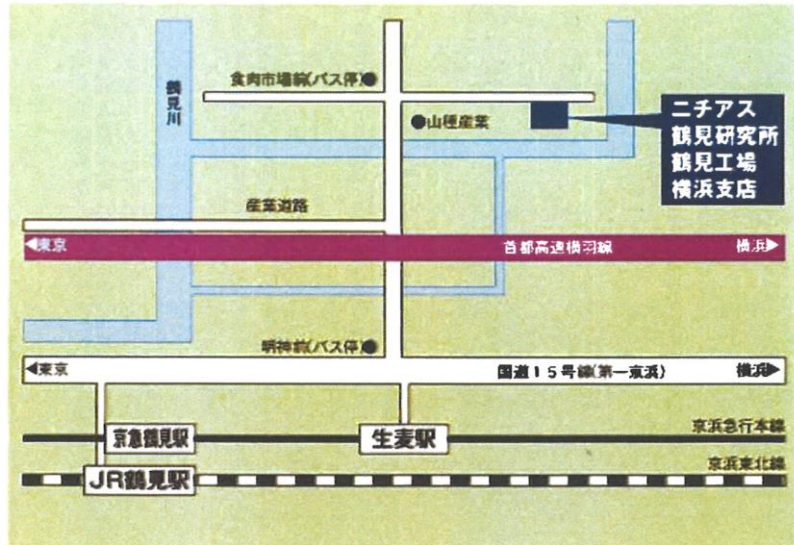 食肉市場前(バス停)●
鶴見川
●山種産業
ニチアス
鶴見研究所
鶴見工場
横浜支店
産業道路
◀東京
首都高速横羽線
横浜▶
明神前(バス停)●
◀東京
国道15号線(第一京浜)
横浜▶
京急鶴見駅
生麦駅
京浜急行本線
JR鶴見駅
京浜東北線